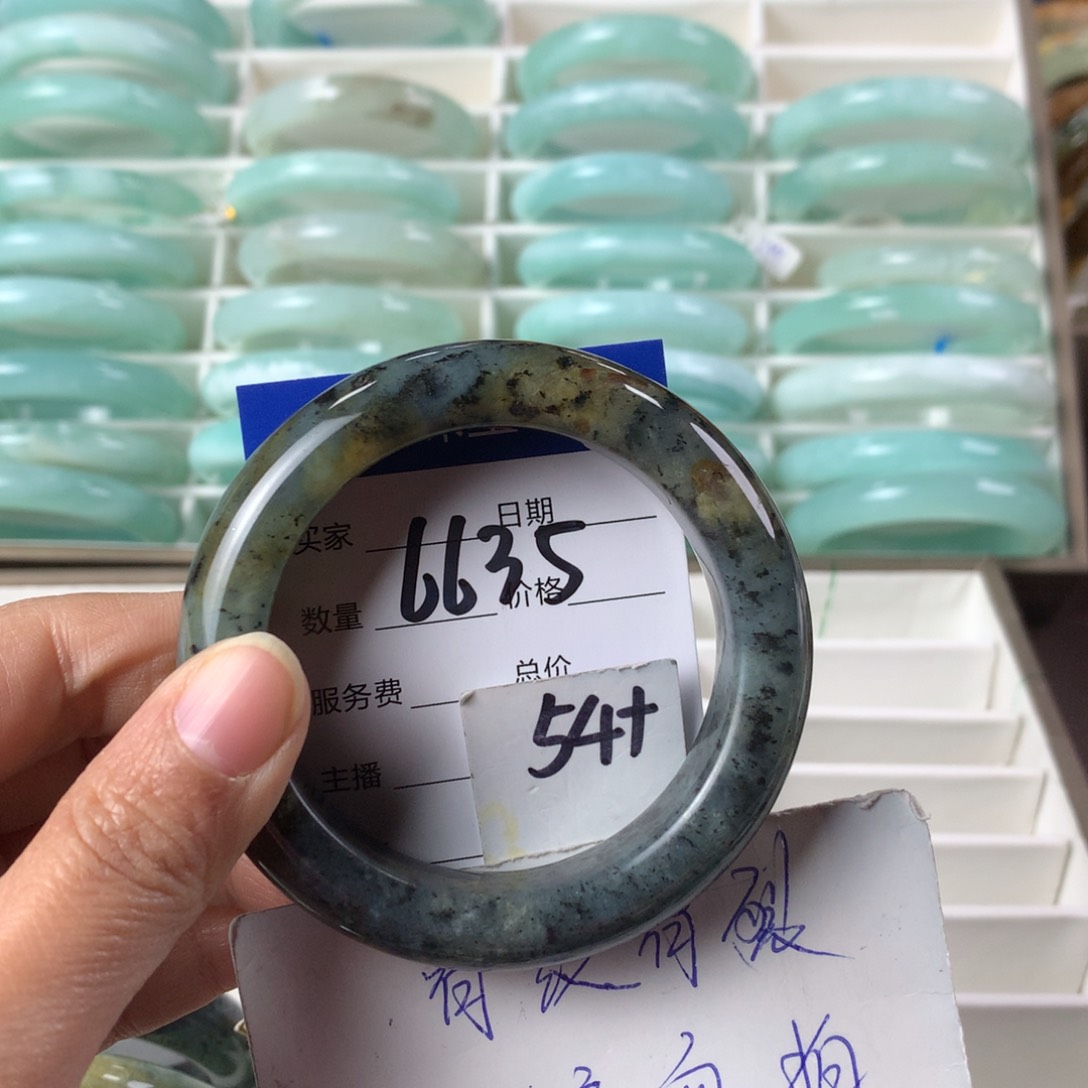 买家 日期
6635
数量 价格
服务费 总价
54+
主播
有纹有酸